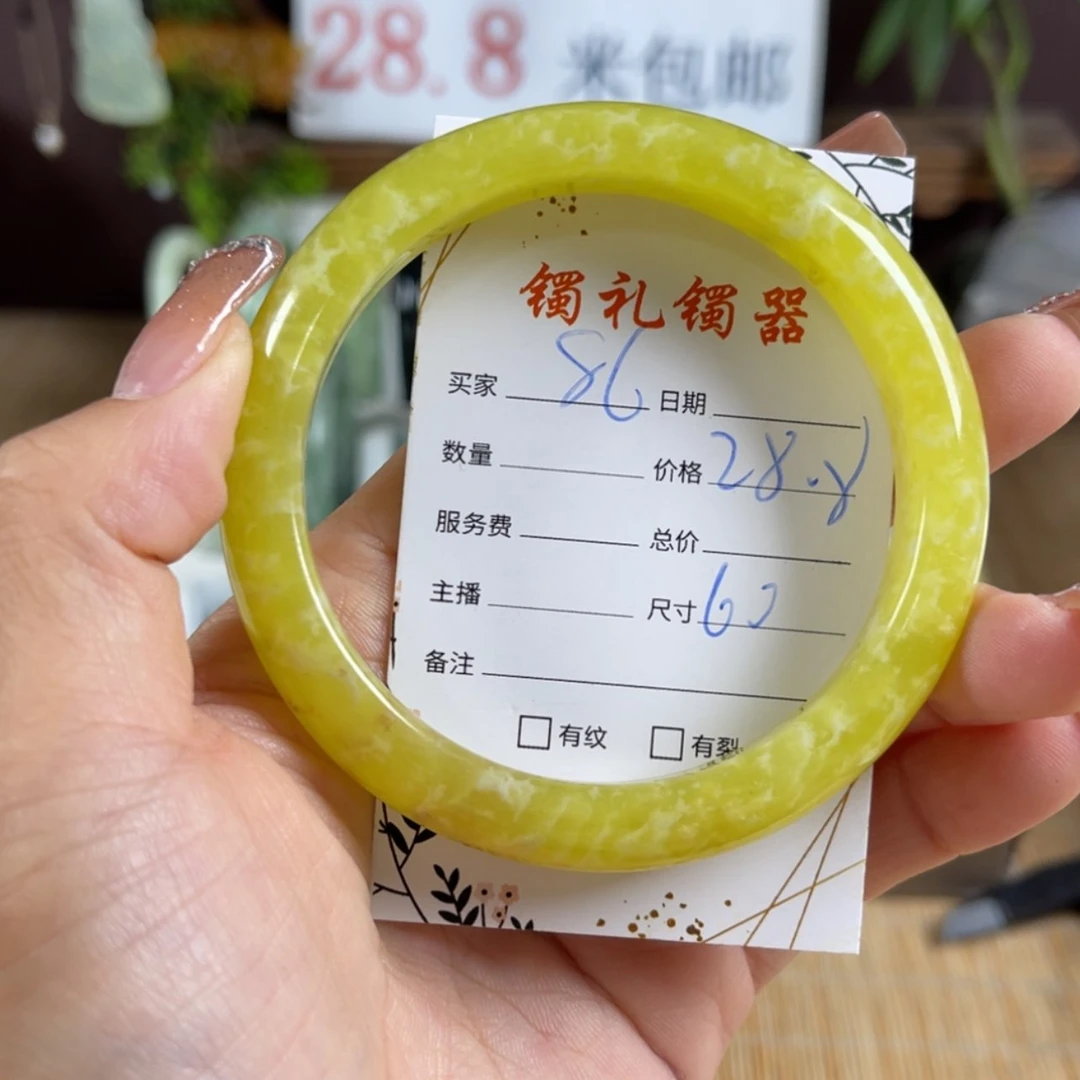 28.8 米包邮
镯礼镯器
买家 86 日期
数量 价格 28.8
服务费 总价
主播 尺寸 62
备注
有纹 有裂